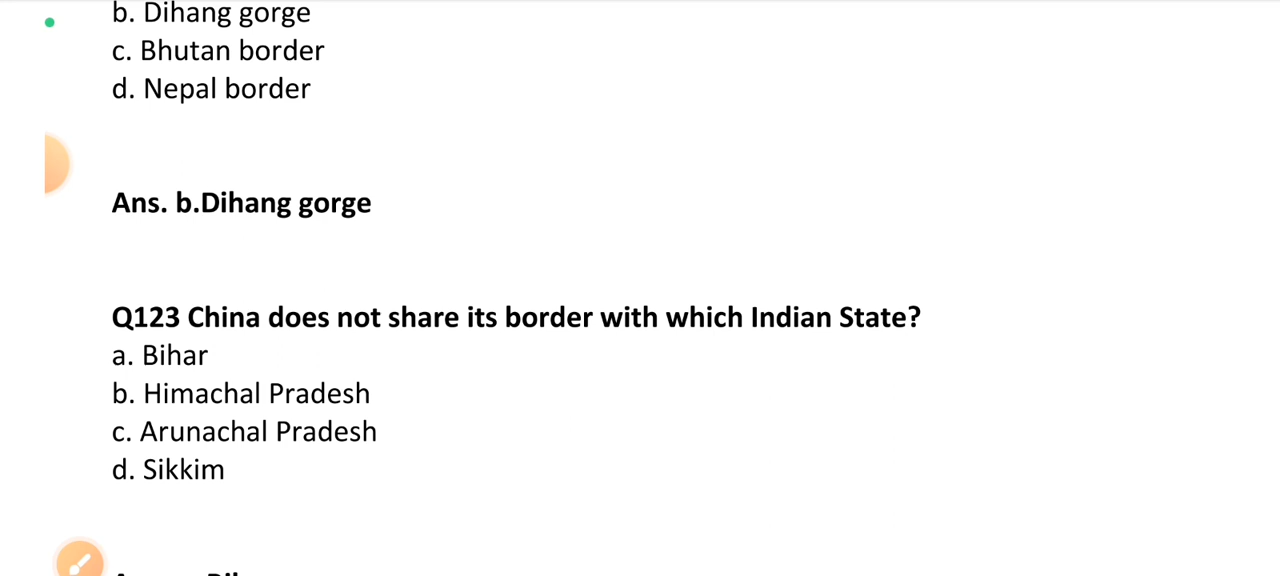 b. Dihang gorge
c. Bhutan border
d. Nepal border
Ans. b.Dihang gorge
Q123 China does not share its border with which Indian State?
a. Bihar
b. Himachal Pradesh
c. Arunachal Pradesh
d. Sikkim